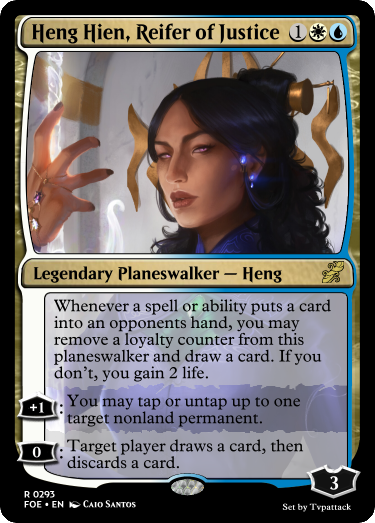 Heng Hien, Reifer of Justice 1
Legendary Planeswalker — Heng
Whenever a spell or ability puts a card
into an opponents hand, you may
remove a loyalty counter from this
planeswalker and draw a card. If you
don't, you gain 2 life.
+1: You may tap or untap up to one
target nonland permanent.
0: Target player draws a card, then
discards a card.
3
R 0293
FOE • EN Caio Santos
Set by Tvpattack